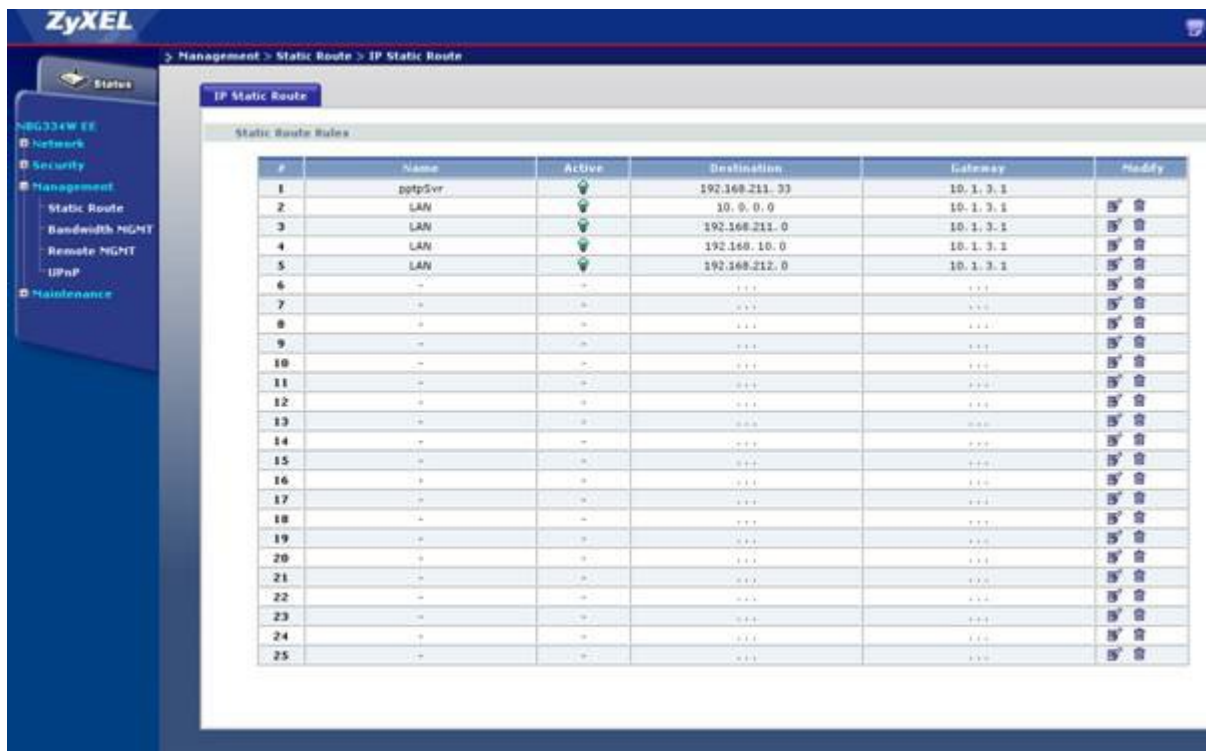 ZyXEL
> Management > Static Route > IP Static Route
Status
NBG334W EE
Network
Security
Management
Static Route
Bandwidth MGMT
Remote MGMT
UPnP
Maintenance
IP Static Route
Static Route Rules
# Name Active Destination Gateway Modify
1 pptpSvr 192.168.211. 33 10. 1. 3. 1
2 LAN 10. 0. 0. 0 10. 1. 3. 1
3 LAN 192.168.211. 0 10. 1. 3. 1
4 LAN 192.168. 10. 0 10. 1. 3. 1
5 LAN 192.168.212. 0 10. 1. 3. 1
6 - - . . . . . .
7 - - . . . . . .
8 - - . . . . . .
9 - - . . . . . .
10 - - . . . . . .
11 - - . . . . . .
12 - - . . . . . .
13 - - . . . . . .
14 - - . . . . . .
15 - - . . . . . .
16 - - . . . . . .
17 - - . . . . . .
18 - - . . . . . .
19 - - . . . . . .
20 - - . . . . . .
21 - - . . . . . .
22 - - . . . . . .
23 - - . . . . . .
24 - - . . . . . .
25 - - . . . . . .